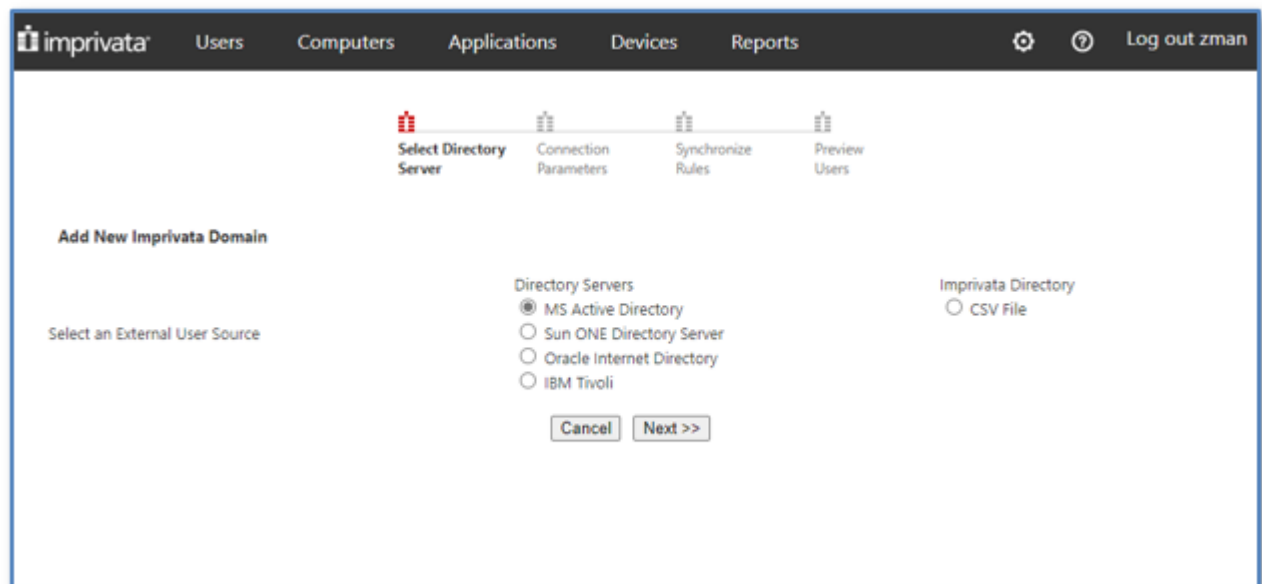 imprivata Users Computers Applications Devices Reports Log out zman
Select Directory Server
Connection Parameters
Synchronize Rules
Preview Users
Add New Imprivata Domain
Select an External User Source
Directory Servers
MS Active Directory
Sun ONE Directory Server
Oracle Internet Directory
IBM Tivoli
Imprivata Directory
CSV File
Cancel Next >>